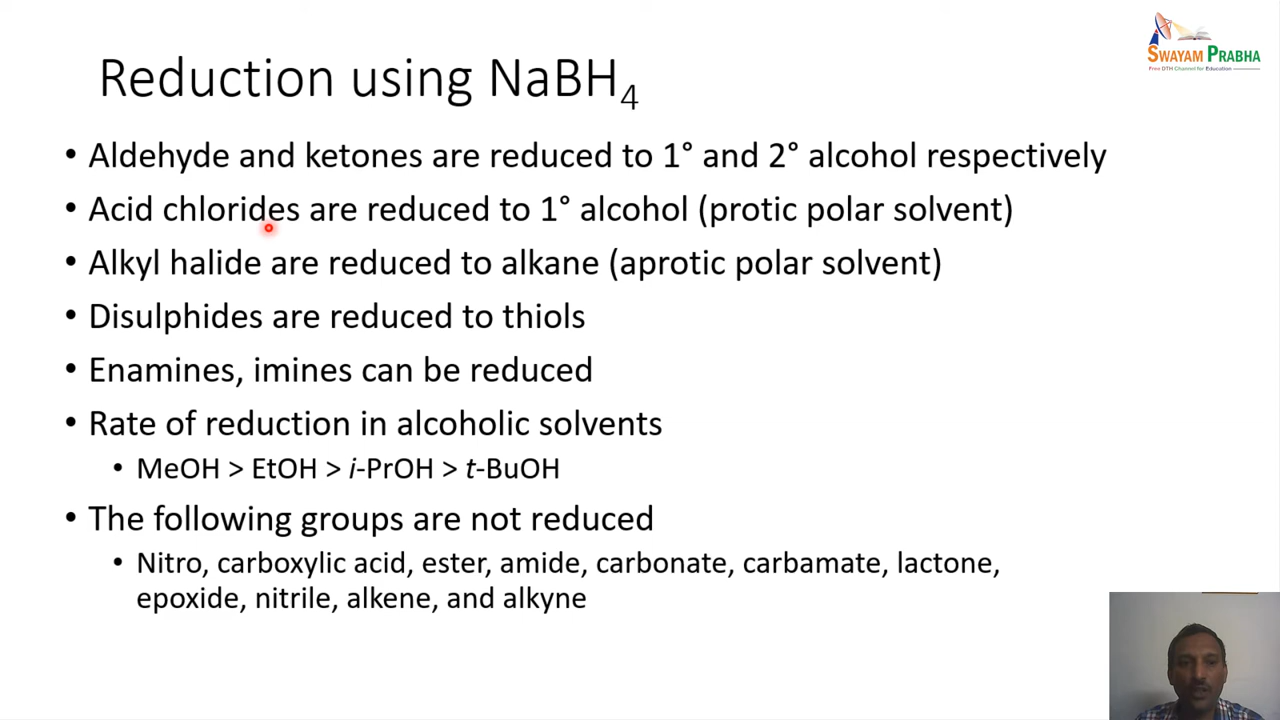 SWAYAM PRABHA
Free DTH Channel for Education
Reduction using NaBH4
• Aldehyde and ketones are reduced to 1° and 2° alcohol respectively
• Acid chlorides are reduced to 1° alcohol (protic polar solvent)
• Alkyl halide are reduced to alkane (aprotic polar solvent)
• Disulphides are reduced to thiols
• Enamines, imines can be reduced
• Rate of reduction in alcoholic solvents
• MeOH > EtOH > i-PrOH > t-BuOH
• The following groups are not reduced
• Nitro, carboxylic acid, ester, amide, carbonate, carbamate, lactone,
epoxide, nitrile, alkene, and alkyne